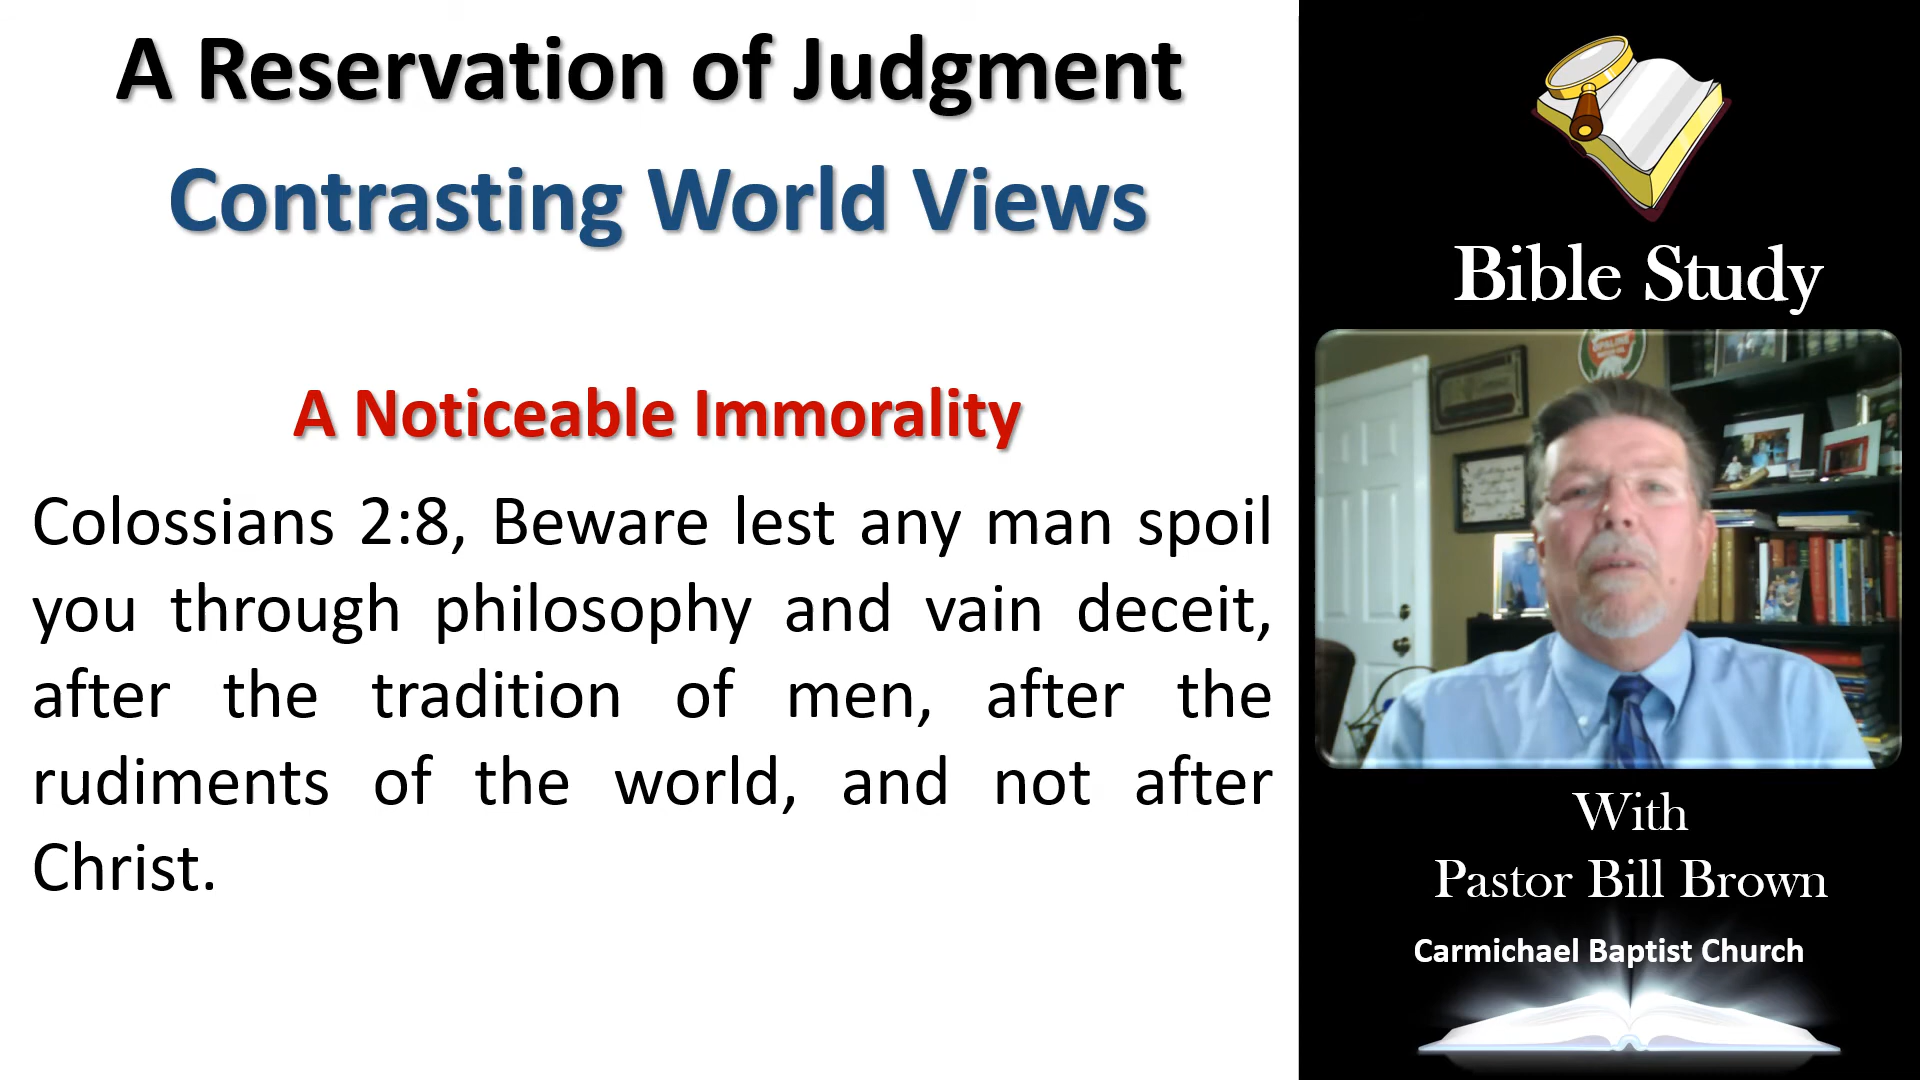 A Reservation of Judgment
Contrasting World Views
A Noticeable Immorality
Colossians 2:8, Beware lest any man spoil
you through philosophy and vain deceit,
after the tradition of men, after the
rudiments of the world, and not after
Christ.
Bible Study
OPALINE
With
Pastor Bill Brown
Carmichael Baptist Church